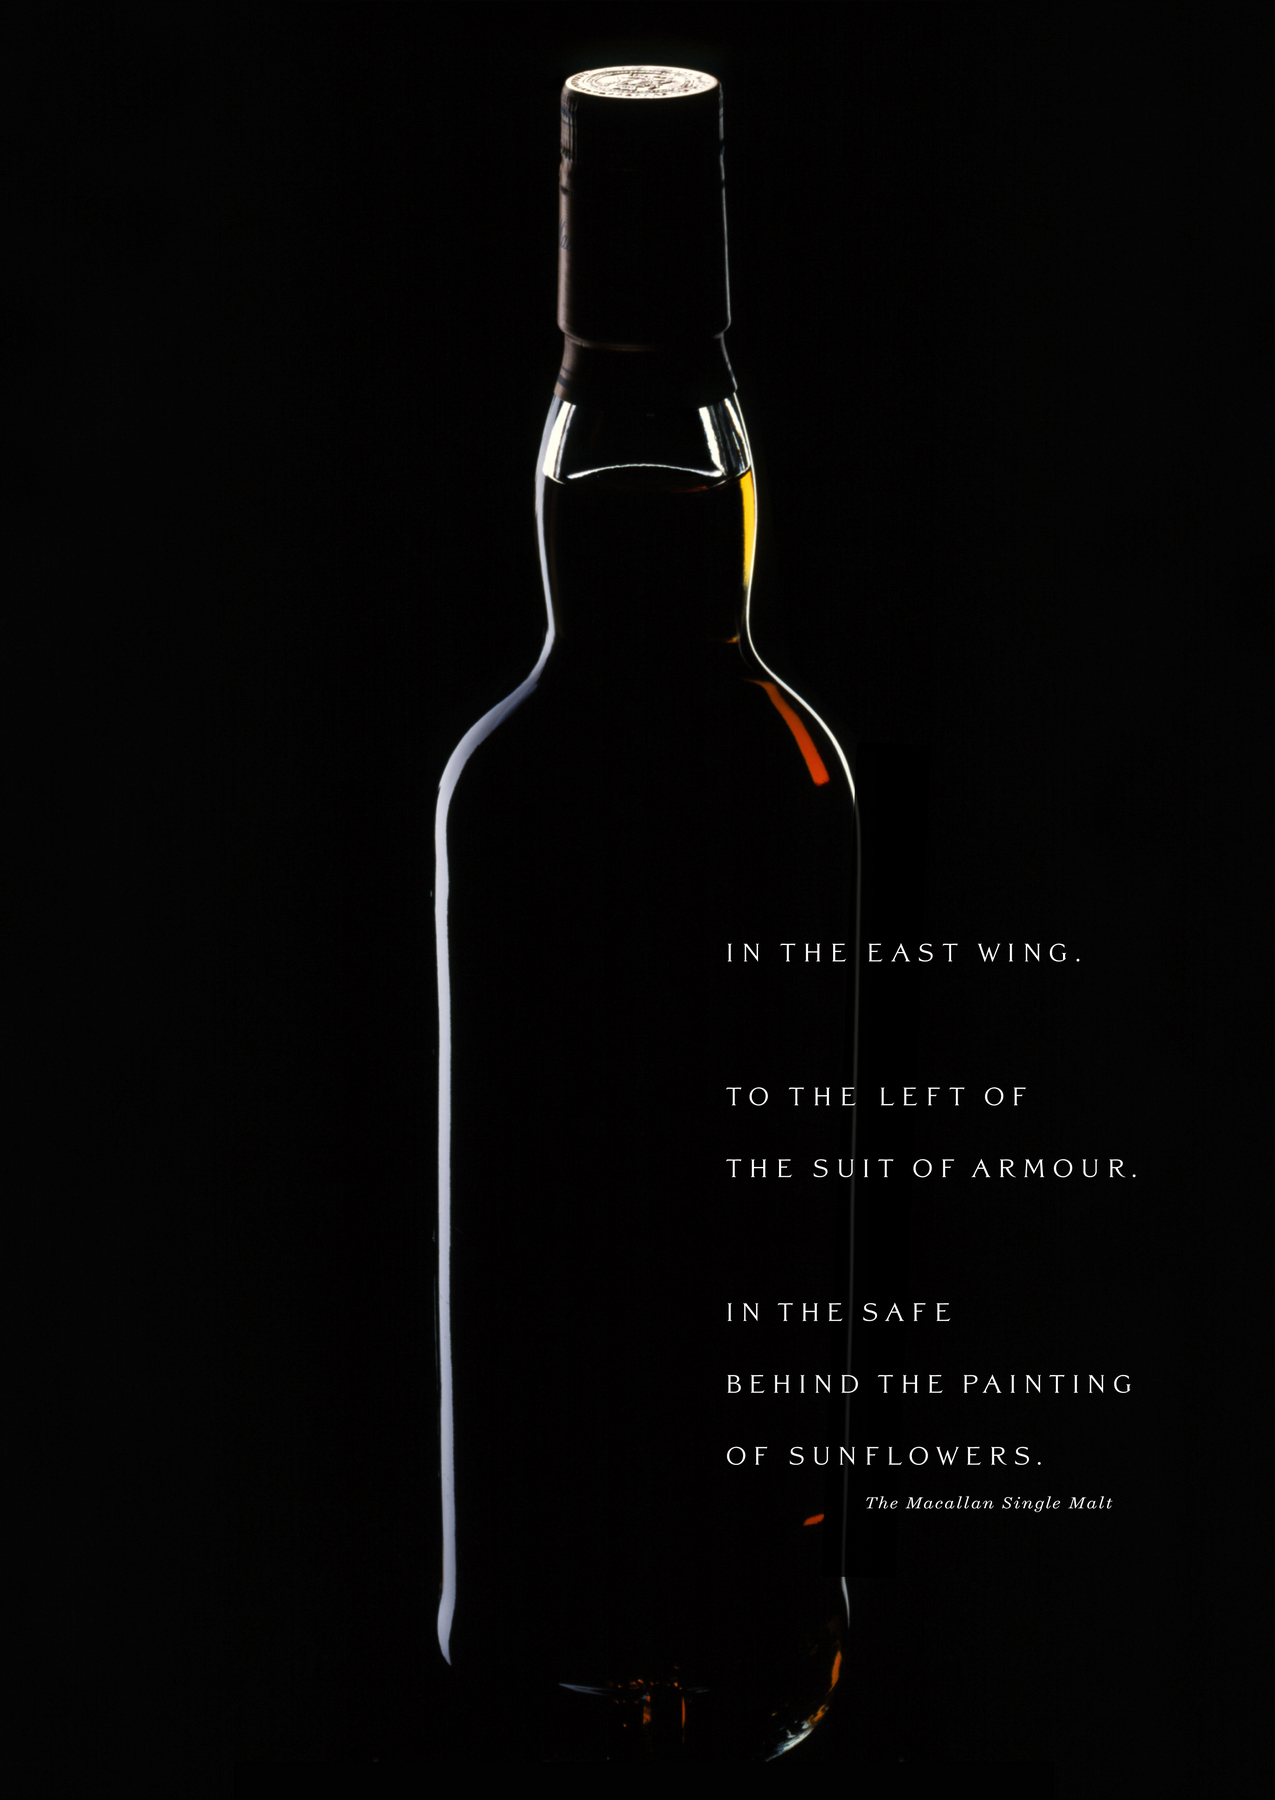 IN THE EAST WING.
TO THE LEFT OF
THE SUIT OF ARMOUR.
IN THE SAFE
BEHIND THE PAINTING
OF SUNFLOWERS.
The Macallan Single Malt